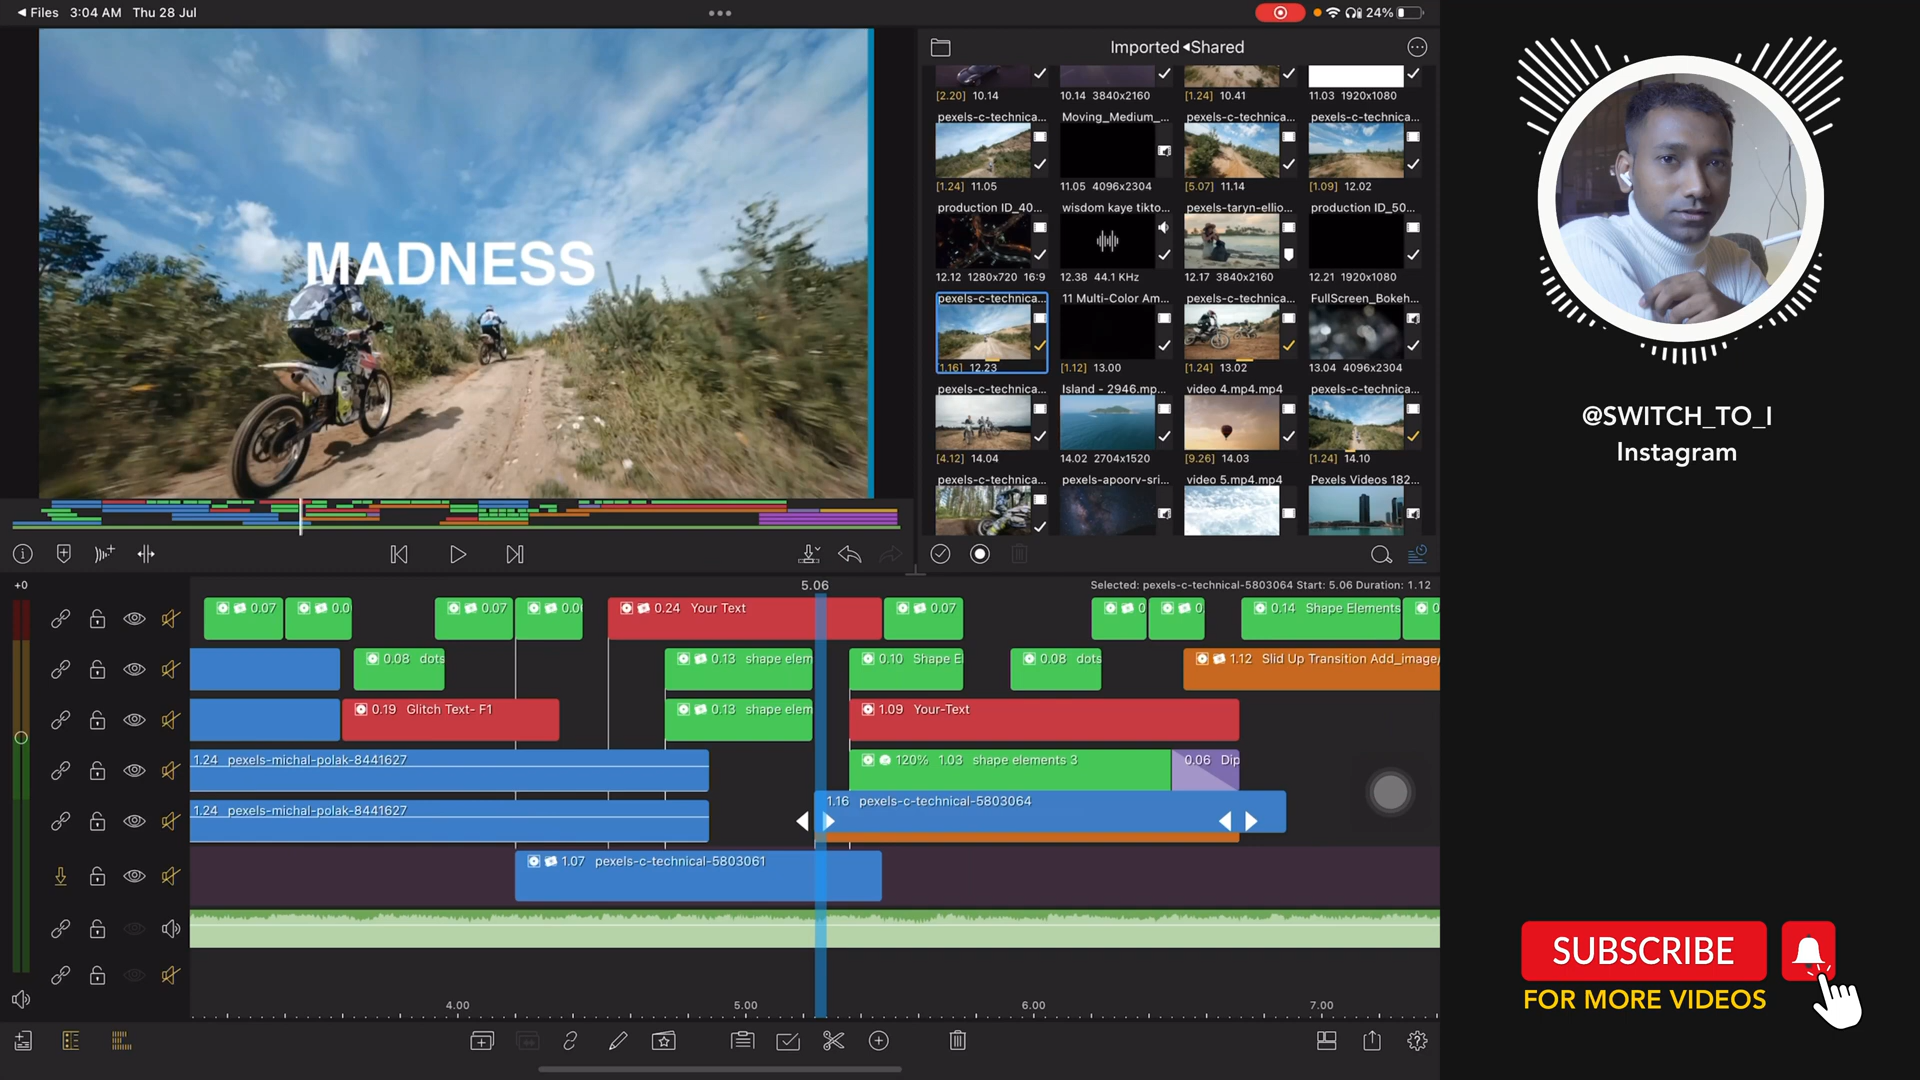 Files 3:04 AM Thu 28 Jul
24%
MADNESS
Imported Shared
[2.20] 10.14
10.14 3840x2160
[1.24] 10.41
11.03 1920x1080
pexels-c-technica...
Moving_Medium_...
pexels-c-technica...
pexels-c-technica...
[1.24] 11.05
11.05 4096x2304
[5.07] 11.14
[1.09] 12.02
production ID_40...
wisdom kaye tikto...
pexels-taryn-ellio...
production ID_50...
12.12 1280x720 16:9
12.38 44.1 KHz
12.17 3840x2160
12.21 1920x1080
pexels-c-technica...
11 Multi-Color Am...
pexels-c-technica...
FullScreen_Bokeh...
[1.16] 12.23
[1.12] 13.00
[1.24] 13.02
13.04 4096x2304
pexels-c-technica...
Island - 2946.mp...
video 4.mp4.mp4
pexels-c-technica...
[4.12] 14.04
14.02 2704x1520
[9.26] 14.03
[1.24] 14.10
pexels-c-technica...
pexels-apoorv-sri...
video 5.mp4.mp4
Pexels Videos 182...
+0
5.06
Selected: pexels-c-technical-5803064 Start: 5.06 Duration: 1.12
0.07
0.0
0.07
0.0
0.24 Your Text
0.07
0
0
0.14 Shape Elements
0
0.08 dots
0.13 shape elem
0.10 Shape E
0.08 dots
1.12 Slid Up Transition Add_image/
0.19 Glitch Text- F1
0.13 shape elem
1.09 Your-Text
1.24 pexels-michal-polak-8441627
120% 1.03 shape elements 3
0.06 Dip
1.24 pexels-michal-polak-8441627
1.16 pexels-c-technical-5803064
1.07 pexels-c-technical-5803061
4.00
5.00
6.00
7.00
@SWITCH_TO_I
Instagram
SUBSCRIBE
FOR MORE VIDEOS